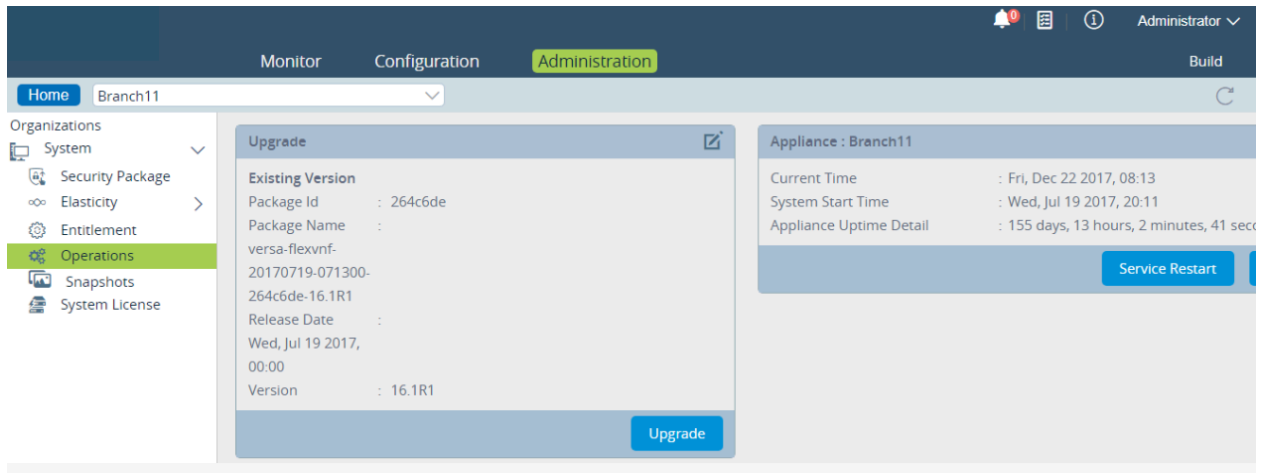 0
Administrator
Monitor Configuration Administration Build
Home Branch11
Organizations
System
Security Package
Elasticity
Entitlement
Operations
Snapshots
System License
Upgrade
Existing Version
Package Id : 264c6de
Package Name :
versa-flexvnf-
20170719-071300-
264c6de-16.1R1
Release Date :
Wed, Jul 19 2017,
00:00
Version : 16.1R1
Upgrade
Appliance : Branch11
Current Time : Fri, Dec 22 2017, 08:13
System Start Time : Wed, Jul 19 2017, 20:11
Appliance Uptime Detail : 155 days, 13 hours, 2 minutes, 41 seco
Service Restart